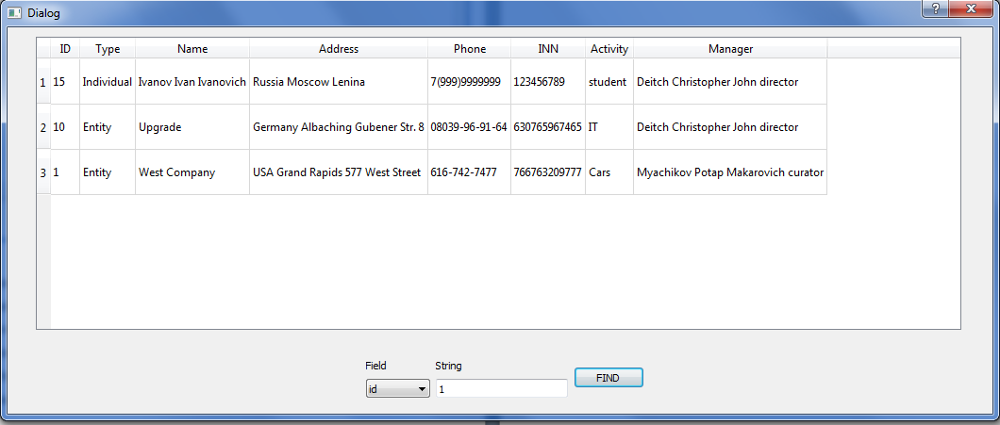 Dialog
ID Type Name Address Phone INN Activity Manager
1 15 Individual Ivanov Ivan Ivanovich Russia Moscow Lenina 7(999)9999999 123456789 student Deitch Christopher John director
2 10 Entity Upgrade Germany Albaching Gubener Str. 8 08039-96-91-64 630765967465 IT Deitch Christopher John director
3 1 Entity West Company USA Grand Rapids 577 West Street 616-742-7477 766763209777 Cars Myachikov Potap Makarovich curator
Field String
id 1 FIND